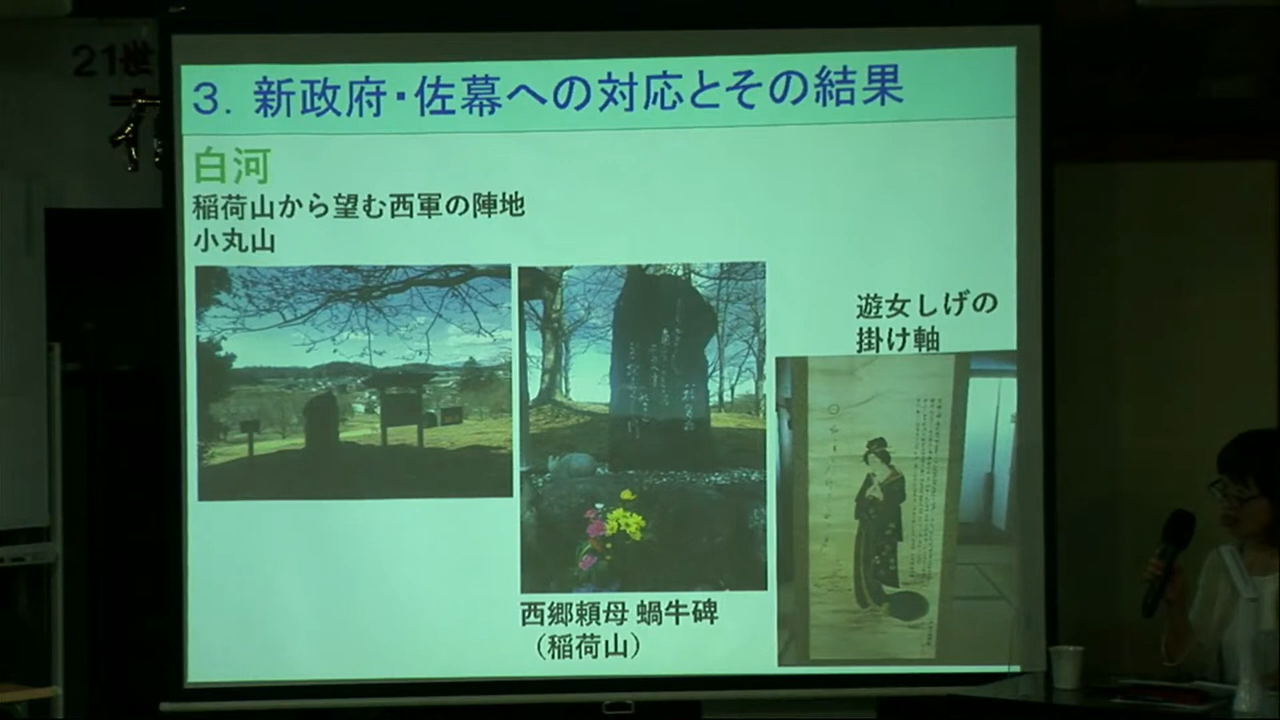 21世
3. 新政府・佐幕への対応とその結果
白河
稲荷山から望む西軍の陣地
小丸山
遊女しげの
掛け軸
西郷頼母 蝸牛碑
（稲荷山）